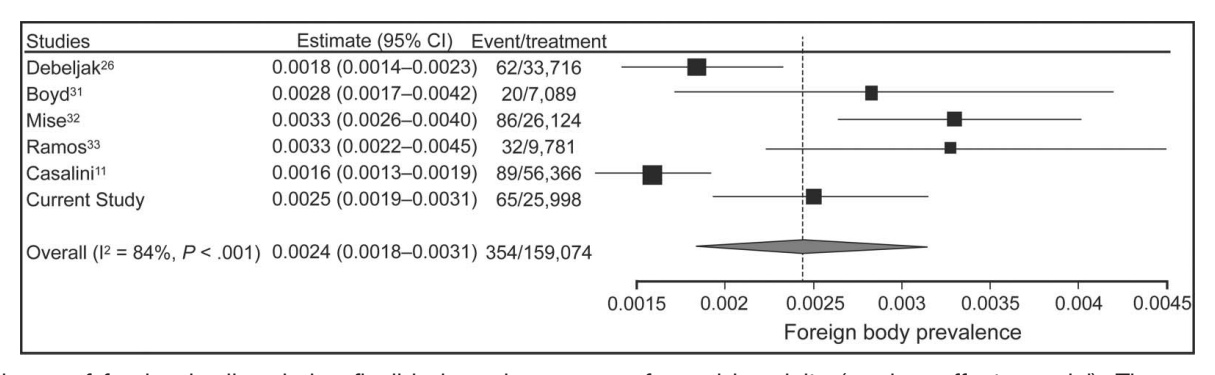 Studies Estimate (95% CI) Event/treatment
Debeljak²⁶ 0.0018 (0.0014–0.0023) 62/33,716
Boyd³¹ 0.0028 (0.0017–0.0042) 20/7,089
Mise³² 0.0033 (0.0026–0.0040) 86/26,124
Ramos³³ 0.0033 (0.0022–0.0045) 32/9,781
Casalini¹¹ 0.0016 (0.0013–0.0019) 89/56,366
Current Study 0.0025 (0.0019–0.0031) 65/25,998
Overall (I² = 84%, P < .001) 0.0024 (0.0018–0.0031) 354/159,074
0.0015 0.002 0.0025 0.003 0.0035 0.004 0.0045
Foreign body prevalence